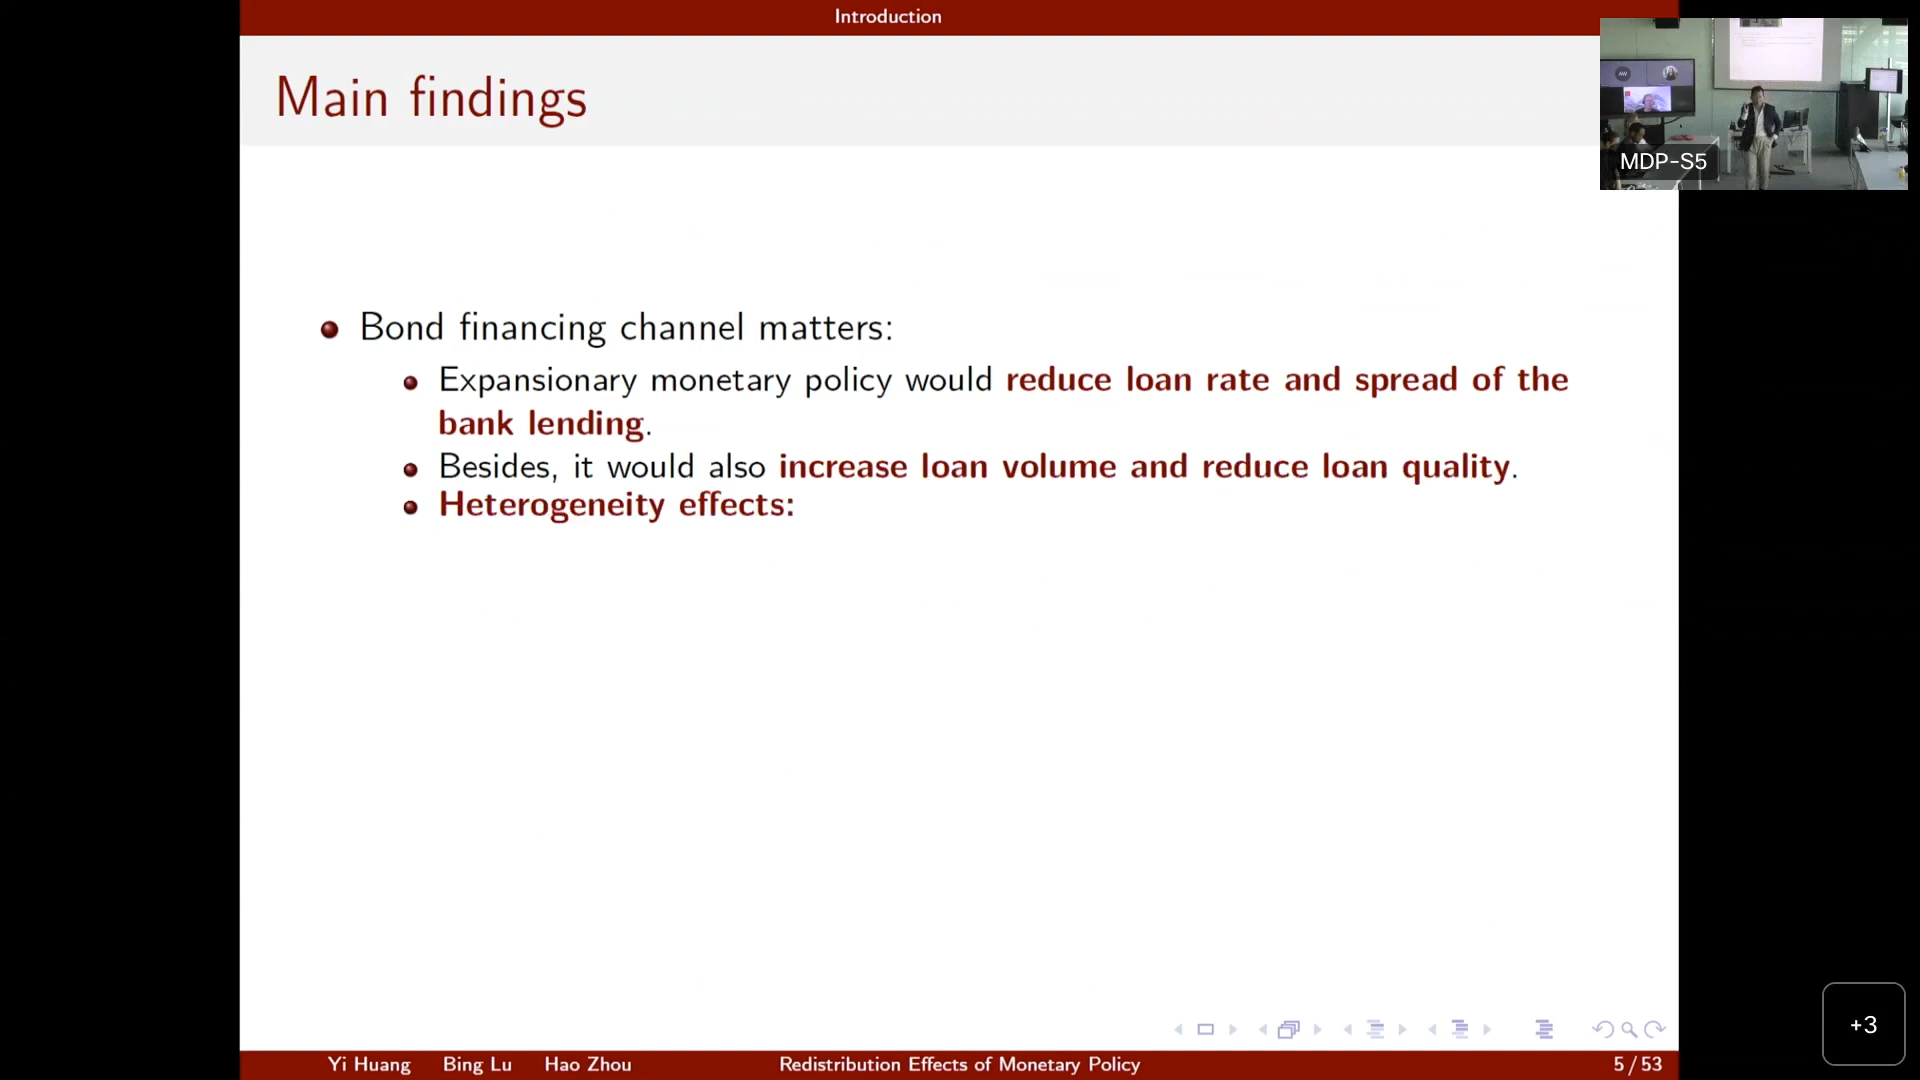 Introduction
Main findings
MDP-S5
Bond financing channel matters:
Expansionary monetary policy would reduce loan rate and spread of the
bank lending.
Besides, it would also increase loan volume and reduce loan quality.
Heterogeneity effects:
+3
Yi Huang Bing Lu Hao Zhou Redistribution Effects of Monetary Policy 5 / 53